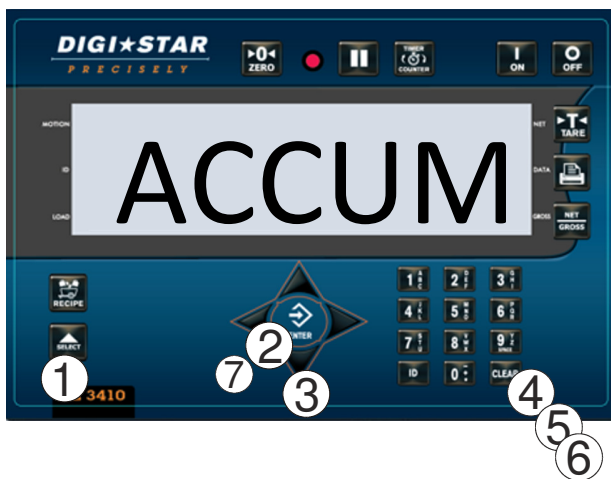 DIGI★STAR
PRECISELY
►0◄
ZERO
TIMER
COUNTER
I
ON
O
OFF
MOTION
ID
LOAD
ACCUM
NET
DATA
GROSS
►T◄
TARE
NET
GROSS
RECIPE
SELECT
ENTER
1 A B C
2 D E F
3 G H I
4 J K L
5 M N O
6 P Q R
7 S T U
8 V W X
9 Y Z SPACE
ID
0
CLEAR
3410
1
2
7
3
4
5
6